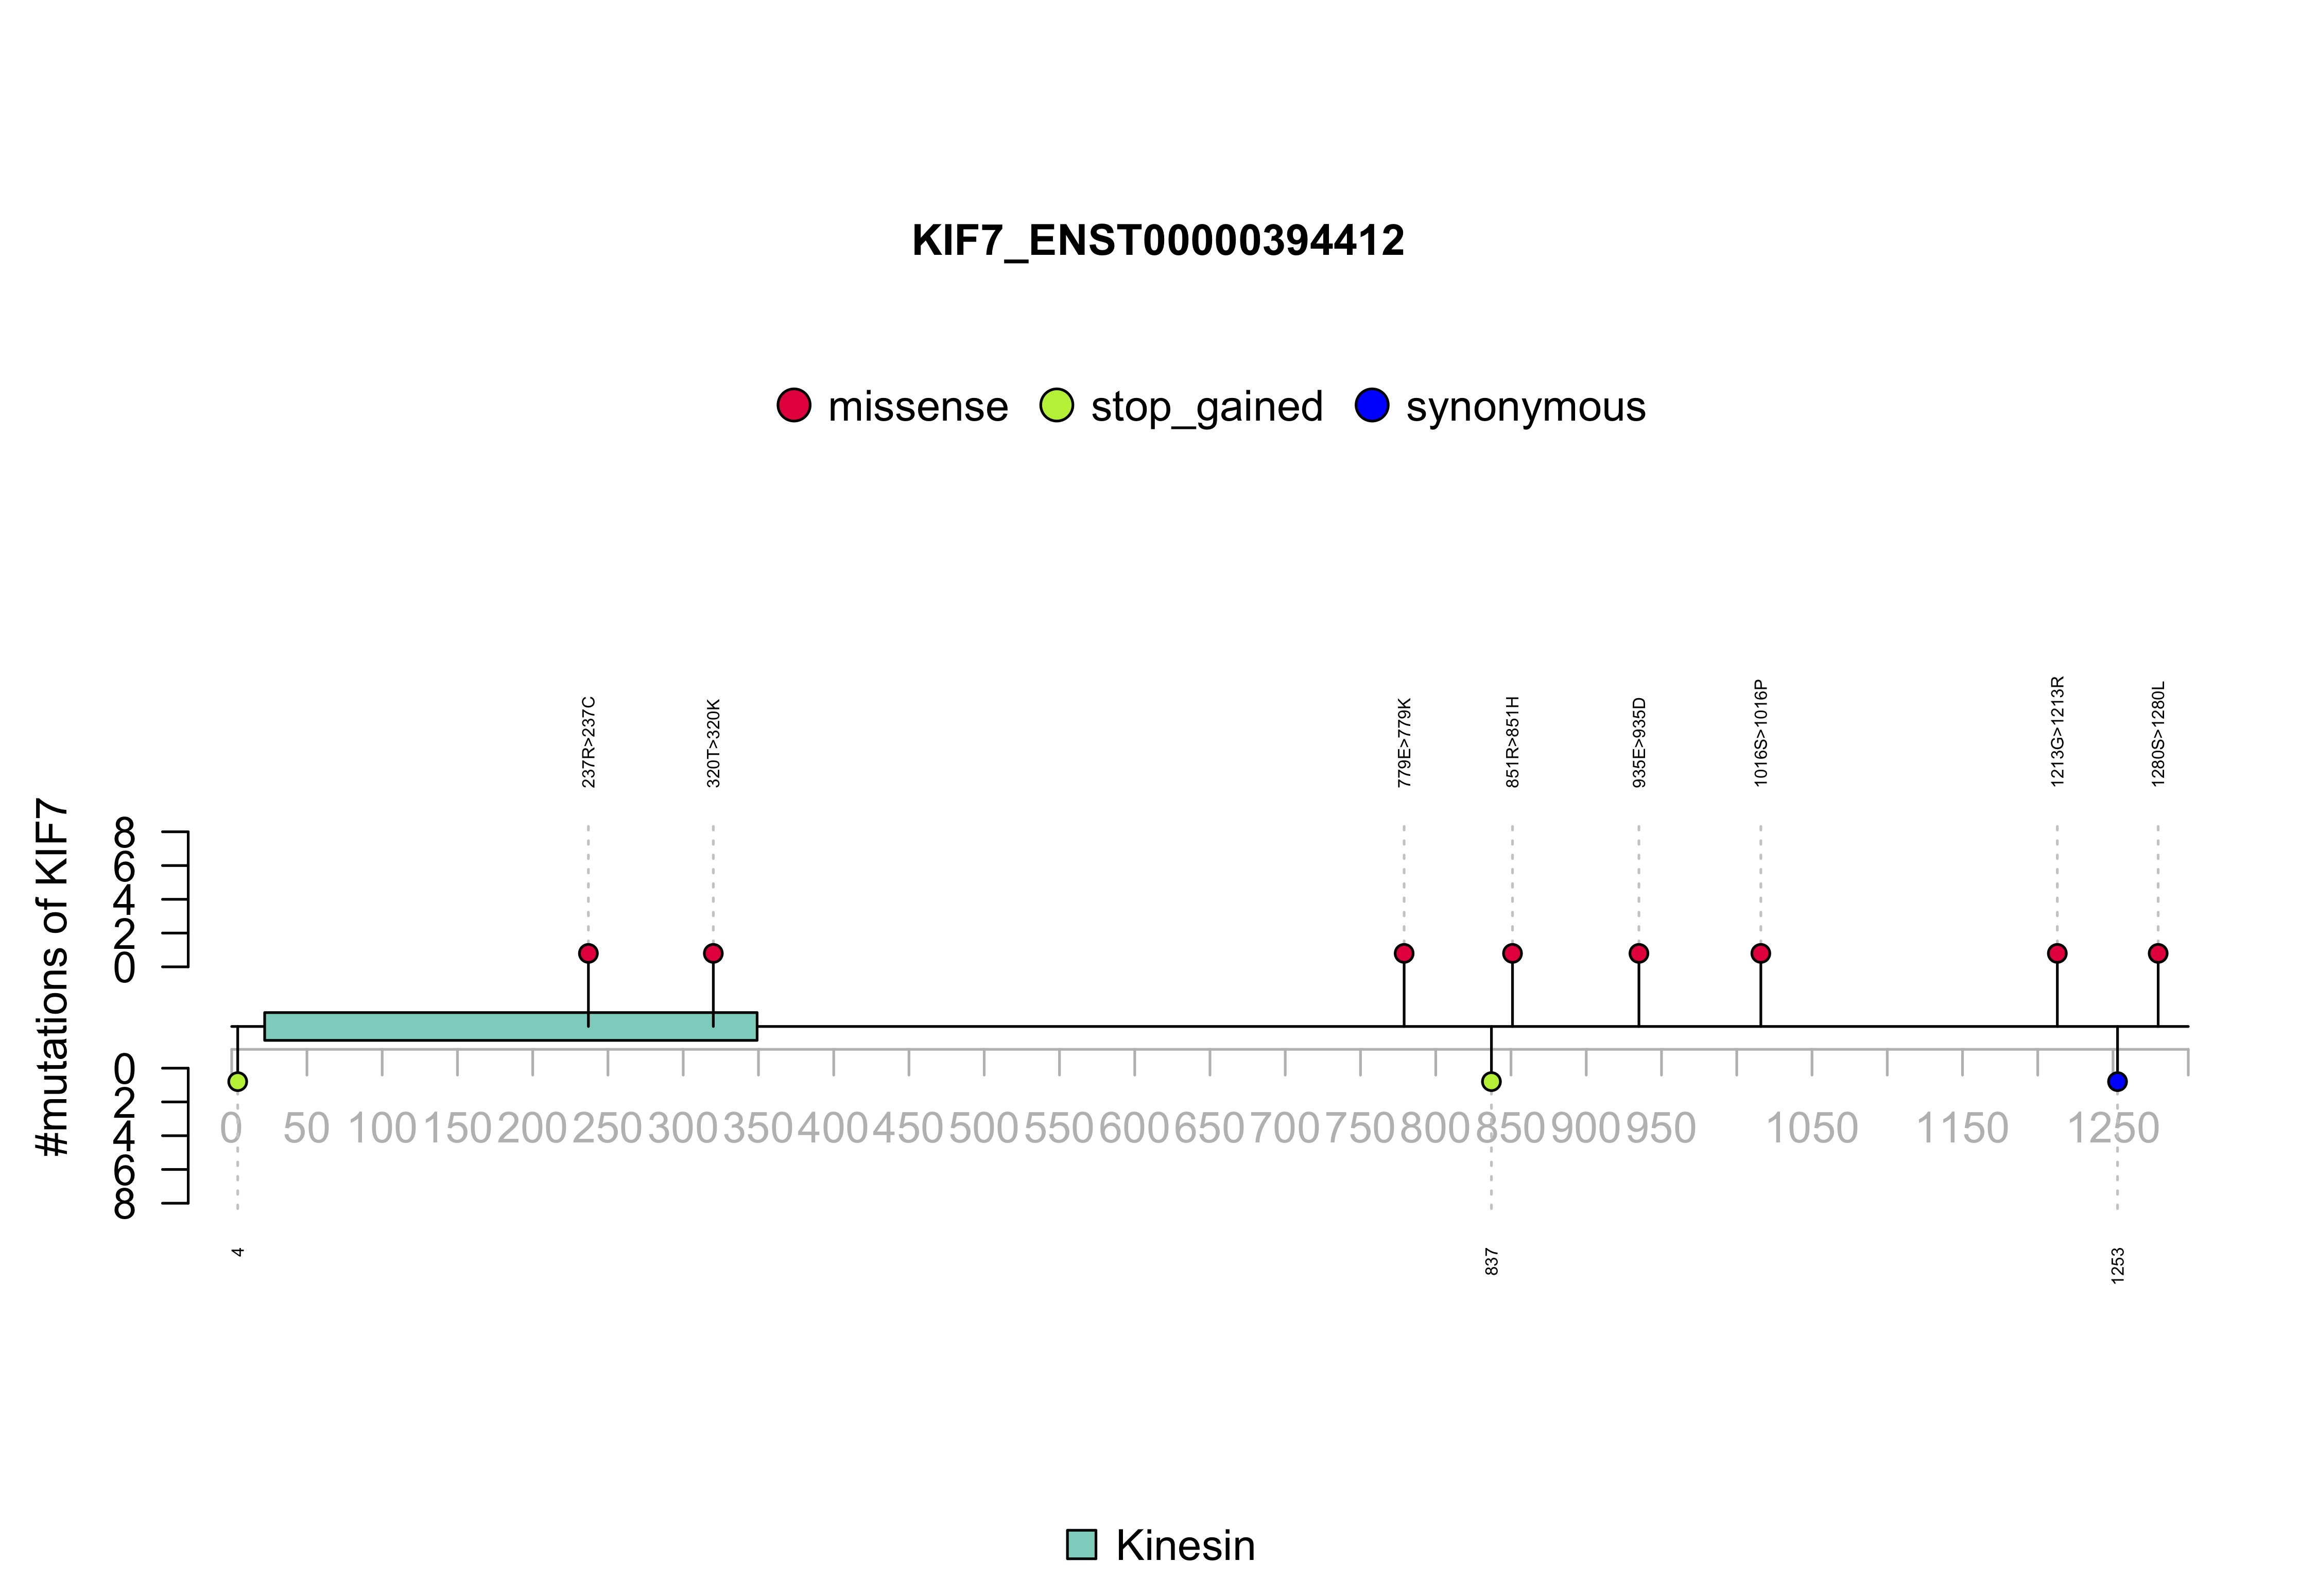 KIF7_ENST00000394412
missense stop_gained synonymous
237R>237C
320T>320K
779E>779K
851R>851H
935E>935D
1016S>1016P
1213G>1213R
1280S>1280L
#mutations of KIF7
8
6
4
2
0
0
2
4
6
8
0 50 100 150 200 250 300 350 400 450 500 550 600 650 700 750 800 850 900 950 1050 1150 1250
4
837
1253
Kinesin